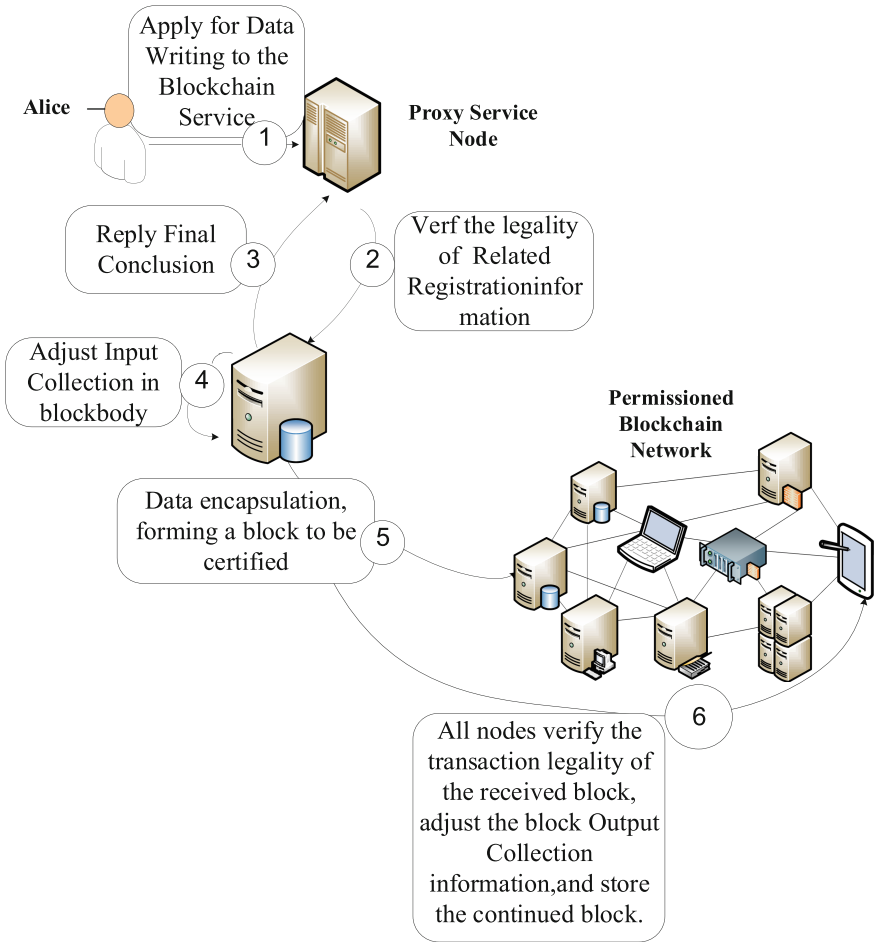 Apply for Data
Writing to the
Blockchain
Service
1
Alice
Proxy Service
Node
Reply Final
Conclusion
3
2
Verf the legality
of Related
Registrationinfor
mation
Adjust Input
Collection in
blockbody
4
Permissioned
Blockchain
Network
Data encapsulation,
forming a block to be
certified
5
6
All nodes verify the
transaction legality of
the received block,
adjust the block Output
Collection
information,and store
the continued block.